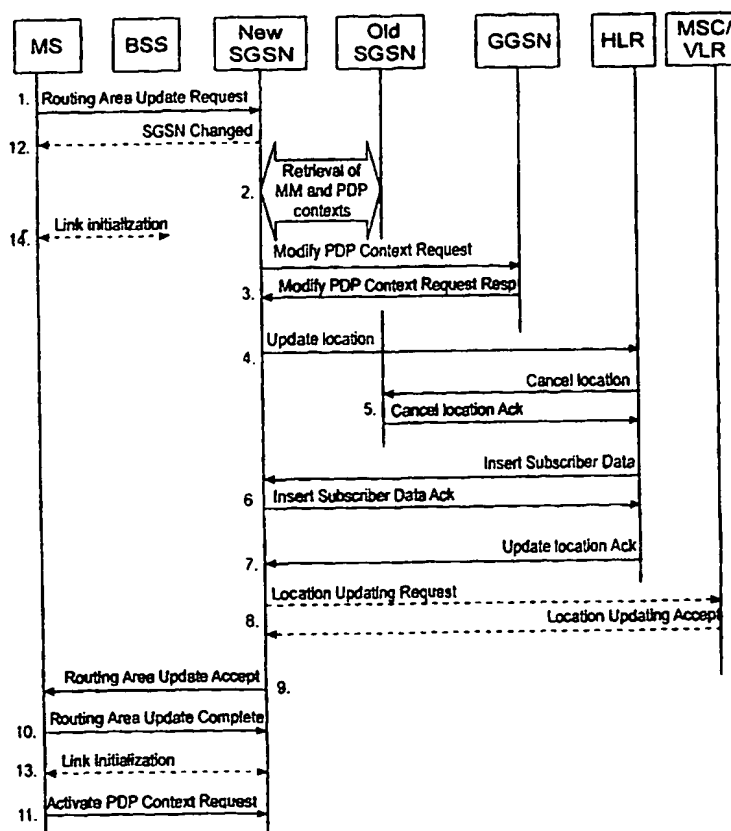 MS
BSS
New
SGSN
Old
SGSN
GGSN
HLR
MSC/
VLR
1. Routing Area Update Request
12. SGSN Changed
2. Retrieval of
MM and PDP
contexts
14. Link initialization
Modify PDP Context Request
3. Modify PDP Context Request Resp
4. Update location
Cancel location
5. Cancel location Ack
Insert Subscriber Data
6 Insert Subscriber Data Ack
7. Update location Ack
Location Updating Request
8. Location Updating Accept
Routing Area Update Accept 9.
10. Routing Area Update Complete
13. Link Initialization
11. Activate PDP Context Request